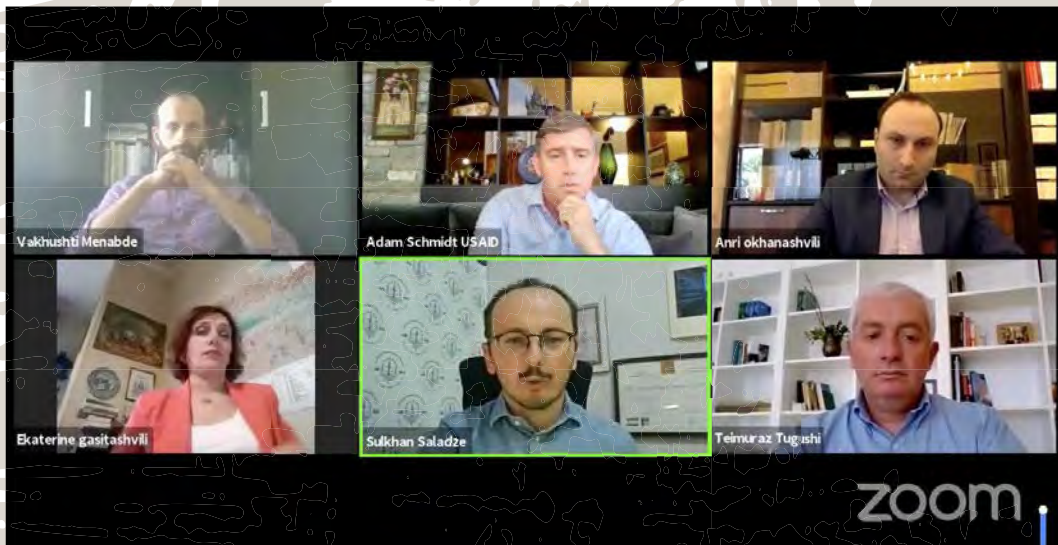 Vakhushti Menabde
Adam Schmidt USAID
Anri okhanashvili
Ekaterine gasitashvili
Sulkhan Saladze
Teimuraz Tugushi
zoom